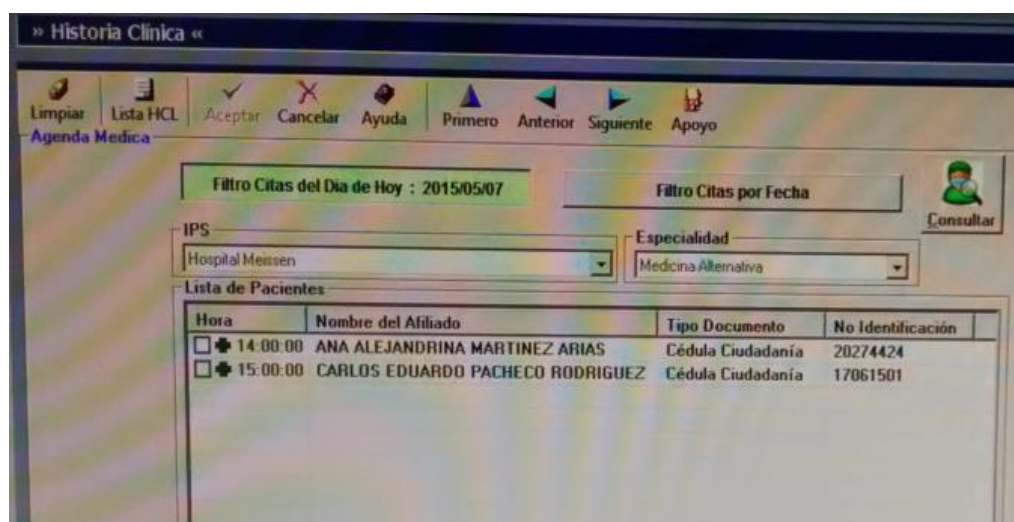 » Historia Clínica «
Limpiar Lista HCL Aceptar Cancelar Ayuda Primero Anterior Siguiente Apoyo
Agenda Medica
Filtro Citas del Dia de Hoy : 2015/05/07 Filtro Citas por Fecha
Consultar
IPS Especialidad
Hospital Meissen Medicina Alternativa
Lista de Pacientes
Hora Nombre del Afiliado Tipo Documento No Identificación
14:00:00 ANA ALEJANDRINA MARTINEZ ARIAS Cédula Ciudadanía 20274424
15:00:00 CARLOS EDUARDO PACHECO RODRIGUEZ Cédula Ciudadanía 17061501